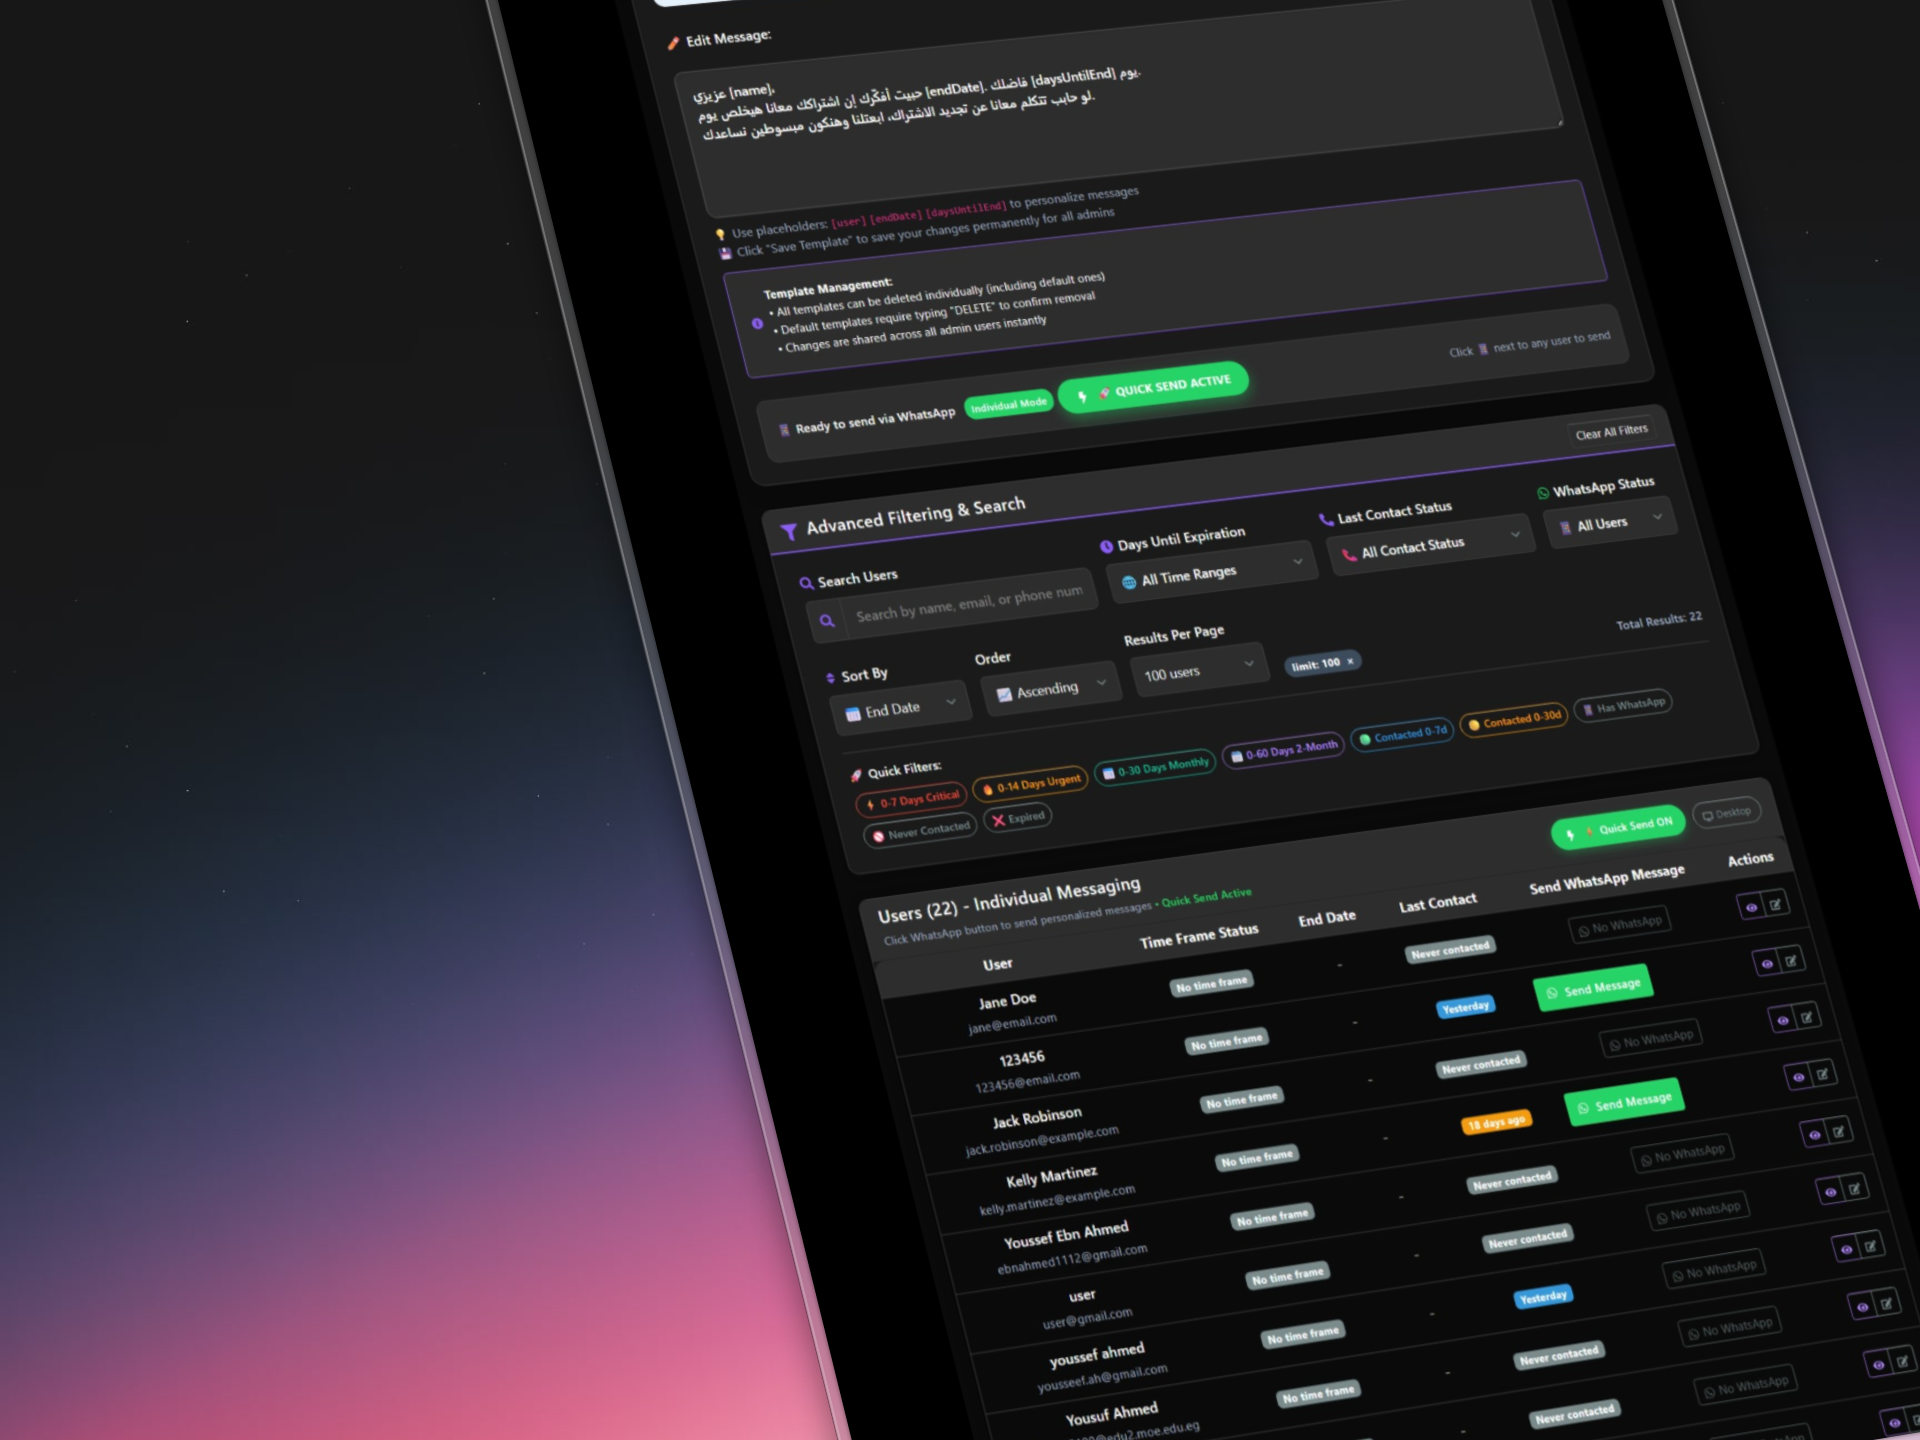 Edit Message:
عزيزي [name]،
حبيت أفكّرك إن اشتراكك معانا هيخلص يوم [endDate]. فاضلك [daysUntilEnd] يوم.
لو حابب تتكلم معانا عن تجديد الاشتراك، ابعتلنا وهنكون مبسوطين نساعدك.
Use placeholders: [user] [endDate] [daysUntilEnd] to personalize messages
Click "Save Template" to save your changes permanently for all admins
Template Management:
• All templates can be deleted individually (including default ones)
• Default templates require typing "DELETE" to confirm removal
• Changes are shared across all admin users instantly
Ready to send via WhatsApp Individual Mode QUICK SEND ACTIVE Click next to any user to send
Advanced Filtering & Search Clear All Filters
Search Users Days Until Expiration Last Contact Status WhatsApp Status
Search by name, email, or phone num All Time Ranges All Contact Status All Users
Sort By Order Results Per Page
End Date Ascending 100 users limit: 100 × Total Results: 22
Quick Filters:
0-7 Days Critical 0-14 Days Urgent 0-30 Days Monthly 0-60 Days 2-Month Contacted 0-7d Contacted 0-30d Has WhatsApp
Never Contacted Expired
Users (22) - Individual Messaging Quick Send ON Desktop
Click WhatsApp button to send personalized messages • Quick Send Active
User Time Frame Status End Date Last Contact Send WhatsApp Message Actions
Jane Doe No time frame - Never contacted No WhatsApp
jane@email.com
123456 No time frame - Yesterday Send Message
123456@email.com
Jack Robinson No time frame - Never contacted No WhatsApp
jack.robinson@example.com
Kelly Martinez No time frame - 18 days ago Send Message
kelly.martinez@example.com
Youssef Ebn Ahmed No time frame - Never contacted No WhatsApp
ebnahmed1112@gmail.com
user No time frame - Never contacted No WhatsApp
user@gmail.com
youssef ahmed No time frame - Yesterday No WhatsApp
yousseef.ah@gmail.com
Yousuf Ahmed No time frame - Never contacted No WhatsApp
@edu2.moe.edu.eg
- Never contacted No WhatsApp